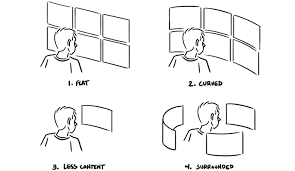 1. FLAT
2. CURVED
3. LESS CONTENT
4. SURROUNDED